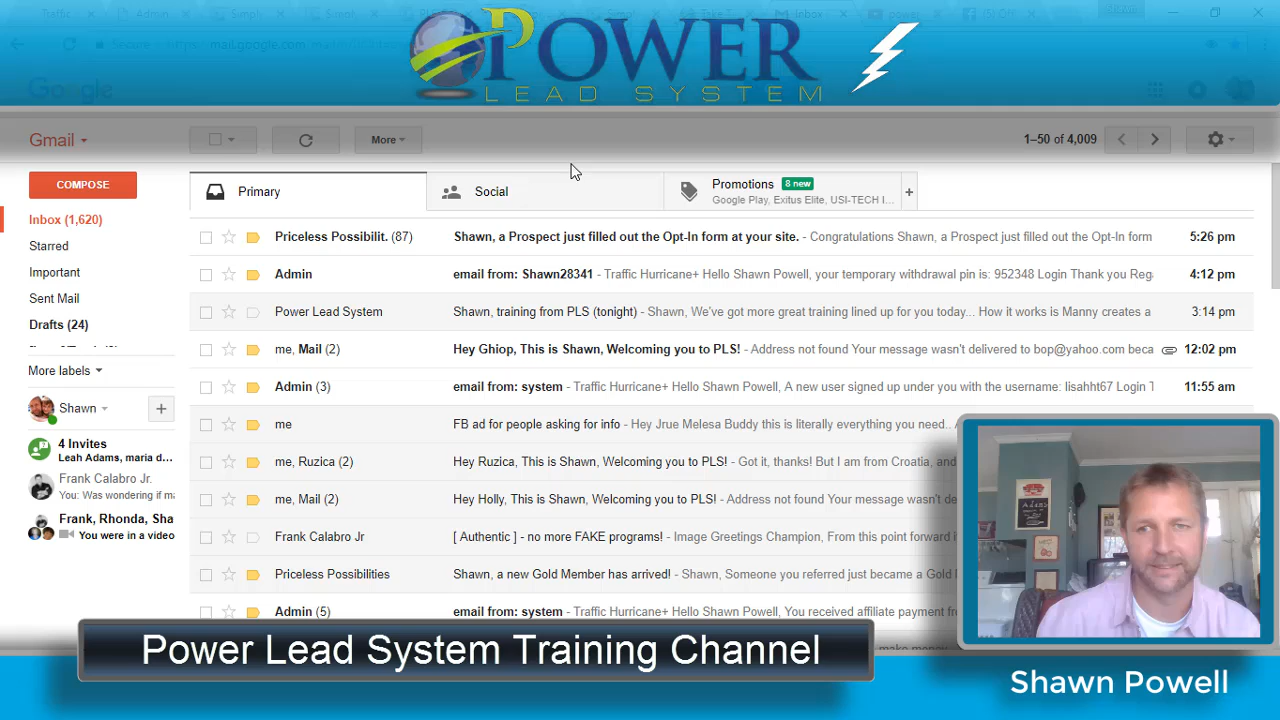 POWER
LEAD SYSTEM
Google
Gmail
More
1–50 of 4,009
COMPOSE
Primary
Social
Promotions
8 new
Google Play, Exitus Elite, USI-TECH I...
Inbox (1,620)
Starred
Important
Sent Mail
Drafts (24)
More labels
Shawn
4 Invites
Leah Adams, maria d...
Frank Calabro Jr.
You: Was wondering if ma
Frank, Rhonda, Sha
You were in a video
Priceless Possibilit. (87) Shawn, a Prospect just filled out the Opt-In form at your site. - Congratulations Shawn, a Prospect just filled out the Opt-In form 5:26 pm
Admin email from: Shawn28341 - Traffic Hurricane+ Hello Shawn Powell, your temporary withdrawal pin is: 952348 Login Thank you Reg 4:12 pm
Power Lead System Shawn, training from PLS (tonight) - Shawn, We've got more great training lined up for you today... How it works is Manny creates a 3:14 pm
me, Mail (2) Hey Ghiop, This is Shawn, Welcoming you to PLS! - Address not found Your message wasn't delivered to bop@yahoo.com beca 12:02 pm
Admin (3) email from: system - Traffic Hurricane+ Hello Shawn Powell, A new user signed up under you with the username: lisahht67 Login T 11:55 am
me FB ad for people asking for info - Hey Jrue Melesa Buddy this is literally everything you need..
me, Ruzica (2) Hey Ruzica, This is Shawn, Welcoming you to PLS! - Got it, thanks! But I am from Croatia, and
me, Mail (2) Hey Holly, This is Shawn, Welcoming you to PLS! - Address not found Your message wasn't de
Frank Calabro Jr [ Authentic ] - no more FAKE programs! - Image Greetings Champion, From this point forward i
Priceless Possibilities Shawn, a new Gold Member has arrived! - Shawn, Someone you referred just became a Gold
Admin (5) email from: system - Traffic Hurricane+ Hello Shawn Powell, You received affiliate payment fro
Power Lead System Training Channel
Shawn Powell